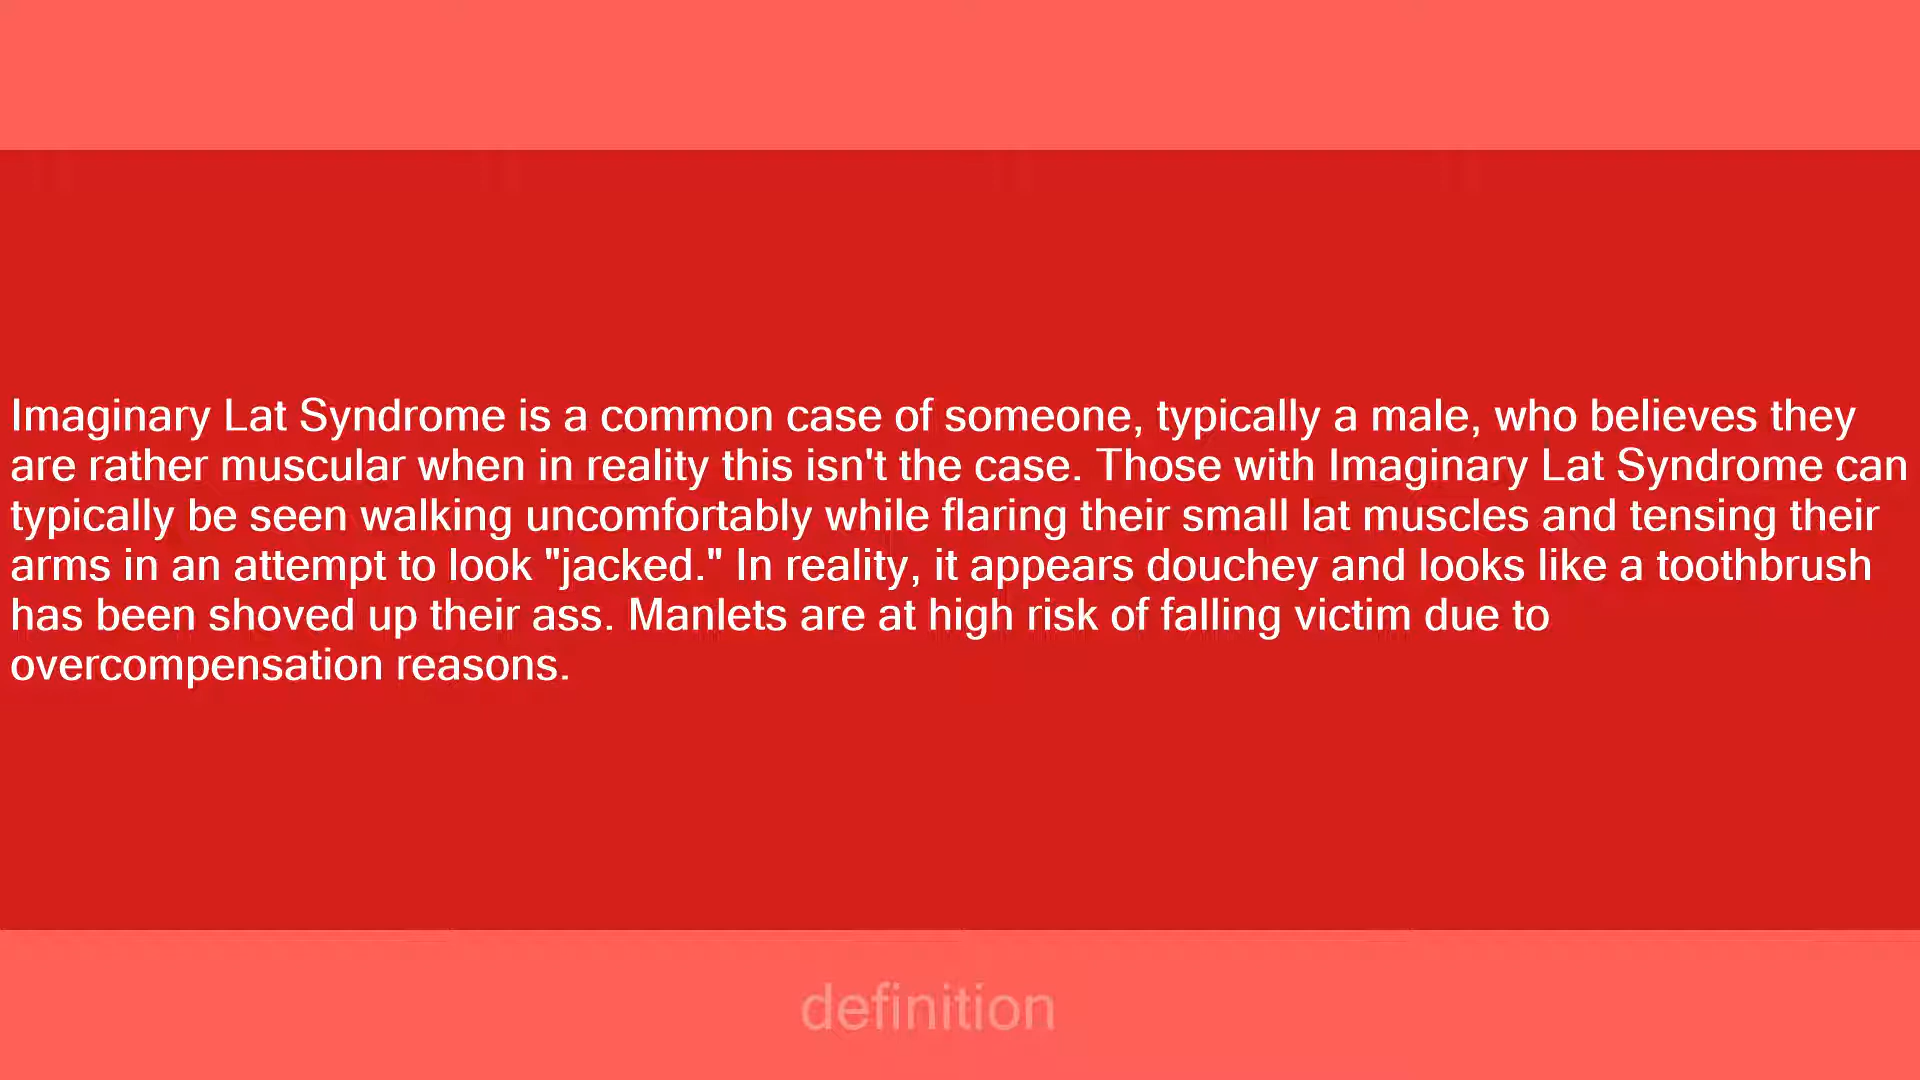 Imaginary Lat Syndrome is a common case of someone, typically a male, who believes they
are rather muscular when in reality this isn't the case. Those with Imaginary Lat Syndrome can
typically be seen walking uncomfortably while flaring their small lat muscles and tensing their
arms in an attempt to look "jacked." In reality, it appears douchey and looks like a toothbrush
has been shoved up their ass. Manlets are at high risk of falling victim due to
overcompensation reasons.
definition